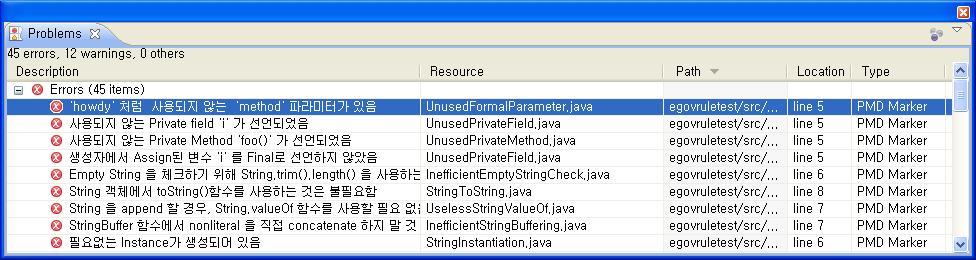 Problems
45 errors, 12 warnings, 0 others
Description Resource Path Location Type
Errors (45 items)
'howdy' 처럼 사용되지 않는 'method' 파라미터가 있음 UnusedFormalParameter.java egovruletest/src/... line 5 PMD Marker
사용되지 않는 Private field 'i' 가 선언되었음 UnusedPrivateField.java egovruletest/src/... line 5 PMD Marker
사용되지 않는 Private Method 'foo()' 가 선언되었음 UnusedPrivateMethod.java egovruletest/src/... line 5 PMD Marker
생성자에서 Assign된 변수 'i' 를 Final로 선언하지 않았음 UnusedPrivateField.java egovruletest/src/... line 5 PMD Marker
Empty String 을 체크하기 위해 String.trim().length() 을 사용하는 InefficientEmptyStringCheck.java egovruletest/src/... line 6 PMD Marker
String 객체에서 toString()함수를 사용하는 것은 불필요함 StringToString.java egovruletest/src/... line 8 PMD Marker
String 을 append 할 경우, String.valueOf 함수를 사용할 필요 없음 UselessStringValueOf.java egovruletest/src/... line 7 PMD Marker
StringBuffer 함수에서 nonliteral 을 직접 concatenate 하지 말 것 InefficientStringBuffering.java egovruletest/src/... line 7 PMD Marker
필요없는 Instance가 생성되어 있음 StringInstantiation.java egovruletest/src/... line 6 PMD Marker